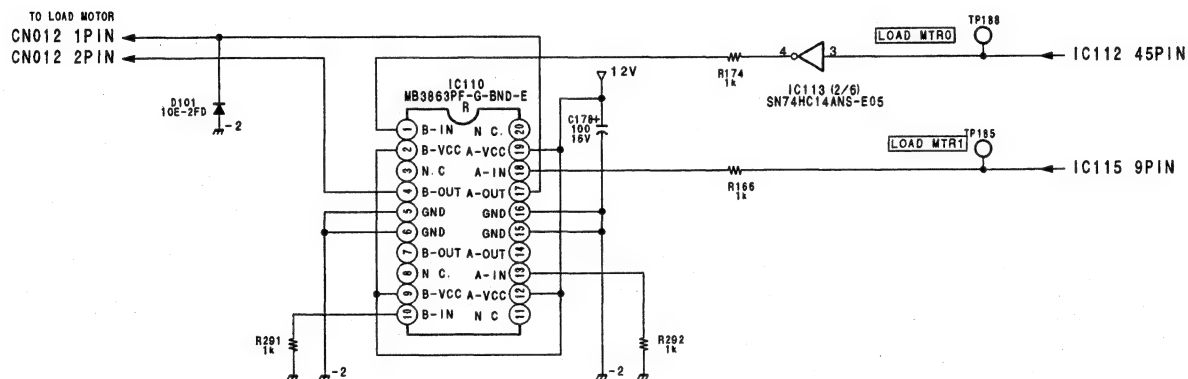 TO LOAD MOTOR
CN012 1PIN
CN012 2PIN
D101
10E-2FD
-2
IC110
MB3863PF-G-BND-E
R
1 B-IN N C. 20
2 B-VCC A-VCC 19
3 N.C A-IN 18
4 B-OUT A-OUT 17
5 GND GND 16
6 GND GND 15
7 B-OUT A-OUT 14
8 N C. A-IN 13
9 B-VCC A-VCC 12
10 B-IN N C 11
12V
C178+
100
16V
R174
1k
4 3
IC113 (2/6)
SN74HC14ANS-E05
LOAD MTR0
TP188
IC112 45PIN
LOAD MTR1
TP185
IC115 9PIN
R166
1k
R291
1k
-2
-2
R292
1k